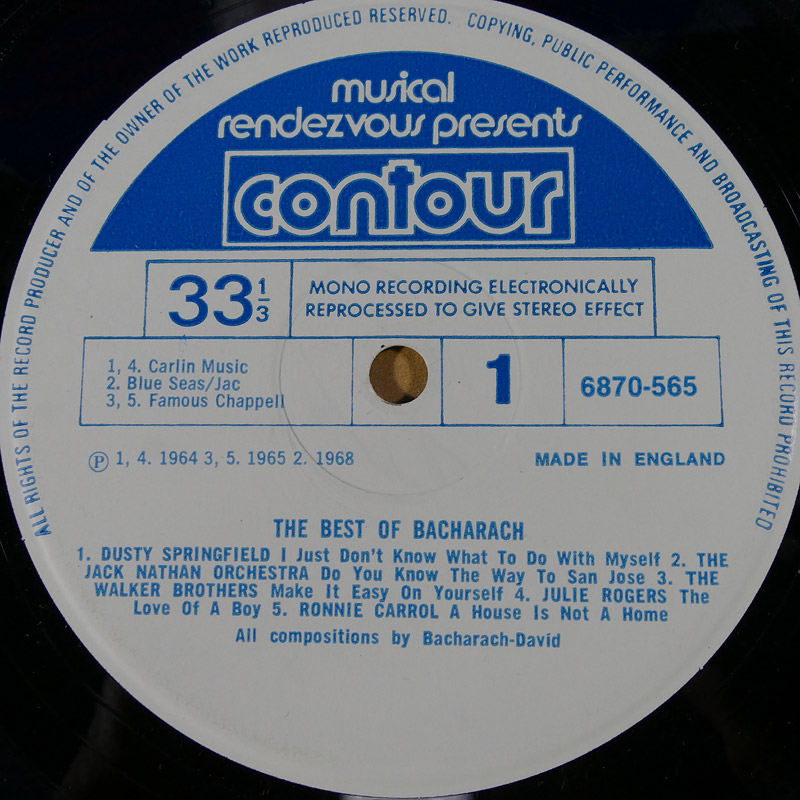 ALL RIGHTS OF THE RECORD PRODUCER AND OF THE OWNER OF THE WORK REPRODUCED RESERVED. COPYING, PUBLIC PERFORMANCE AND BROADCASTING OF THIS RECORD PROHIBITED
musical
rendezvous presents
contour
33 1/3
MONO RECORDING ELECTRONICALLY
REPROCESSED TO GIVE STEREO EFFECT
1, 4. Carlin Music
2. Blue Seas/Jac
3, 5. Famous Chappell
1
6870-565
Ⓟ 1, 4. 1964 3, 5. 1965 2. 1968
MADE IN ENGLAND
THE BEST OF BACHARACH
1. DUSTY SPRINGFIELD I Just Don't Know What To Do With Myself 2. THE
JACK NATHAN ORCHESTRA Do You Know The Way To San Jose 3. THE
WALKER BROTHERS Make It Easy On Yourself 4. JULIE ROGERS The
Love Of A Boy 5. RONNIE CARROL A House Is Not A Home
All compositions by Bacharach-David